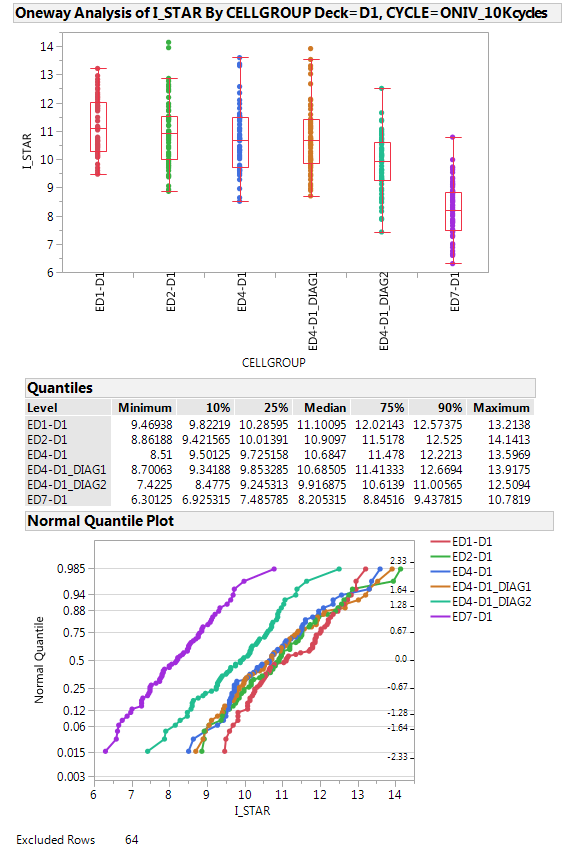 Oneway Analysis of I_STAR By CELLGROUP Deck=D1, CYCLE=ONIV_10Kcycles
14
13
12
11
10
9
8
7
6
I_STAR
ED1-D1
ED2-D1
ED4-D1
ED4-D1_DIAG1
ED4-D1_DIAG2
ED7-D1
CELLGROUP
Quantiles
Level Minimum 10% 25% Median 75% 90% Maximum
ED1-D1 9.46938 9.82219 10.28595 11.10095 12.02143 12.57375 13.2138
ED2-D1 8.86188 9.421565 10.01391 10.9097 11.5178 12.525 14.1413
ED4-D1 8.51 9.50125 9.725158 10.6847 11.478 12.2213 13.5969
ED4-D1_DIAG1 8.70063 9.34188 9.853285 10.68505 11.41333 12.6694 13.9175
ED4-D1_DIAG2 7.4225 8.4775 9.245313 9.916875 10.6139 11.00565 12.5094
ED7-D1 6.30125 6.925315 7.485785 8.205315 8.84516 9.437815 10.7819
Normal Quantile Plot
0.985
0.94
0.88
0.75
0.5
0.25
0.12
0.06
0.015
0.003
Normal Quantile
2.33
1.64
1.28
0.67
0.0
-0.67
-1.28
-1.64
-2.33
6 7 8 9 10 11 12 13 14
I_STAR
ED1-D1
ED2-D1
ED4-D1
ED4-D1_DIAG1
ED4-D1_DIAG2
ED7-D1
Excluded Rows 64